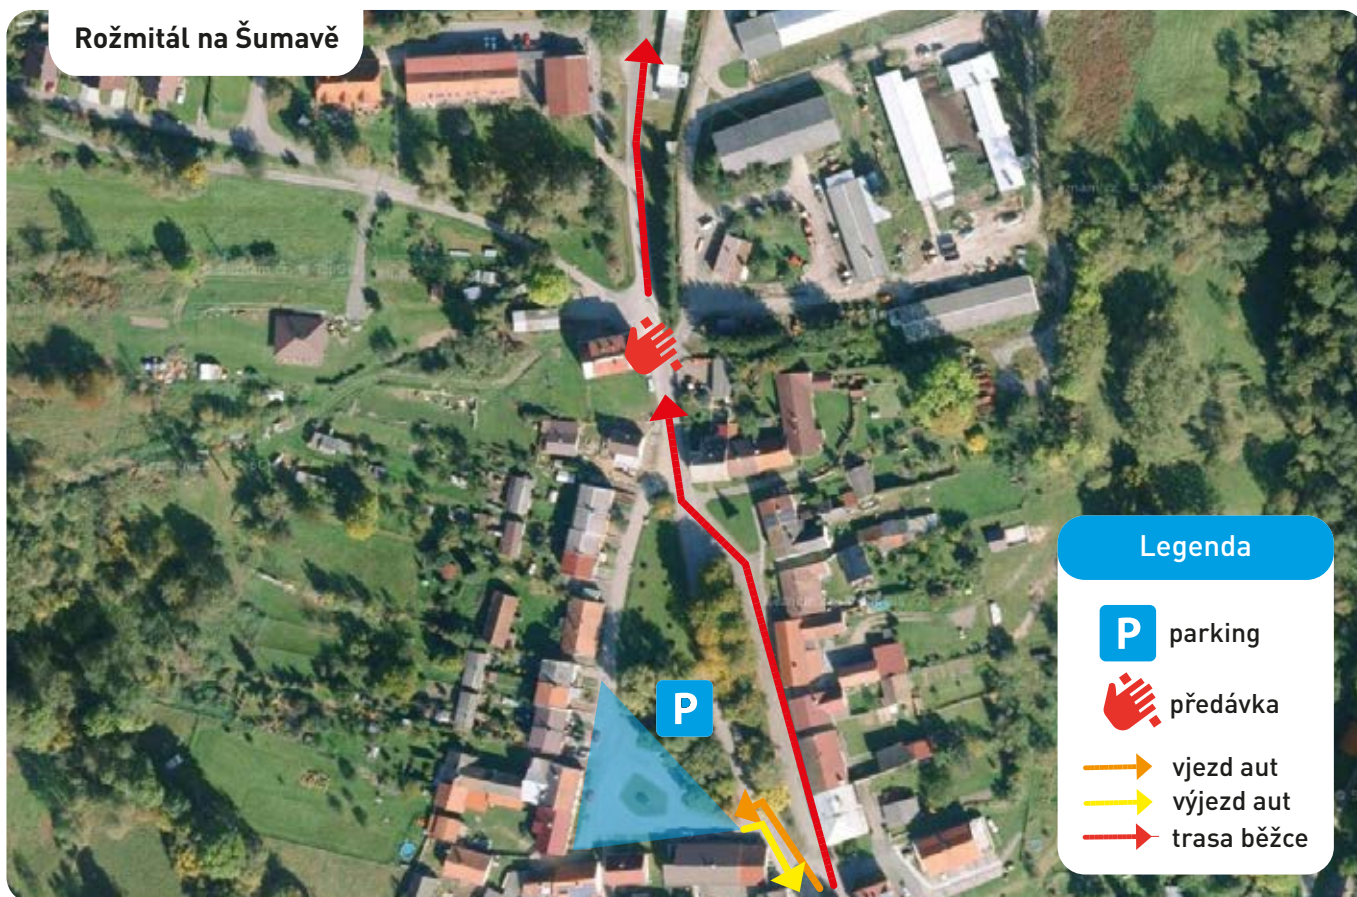 Rožmitál na Šumavě
P
Legenda
P parking
předávka
vjezd aut
výjezd aut
trasa běžce